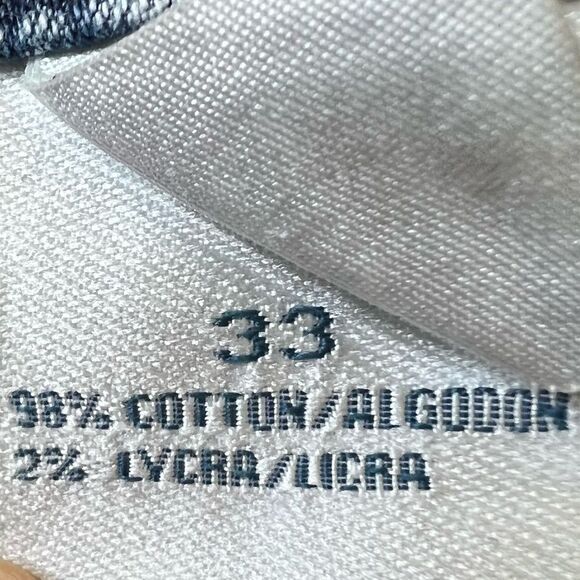 33
98% COTTON/ALGODON
2% LYCRA/LICRA